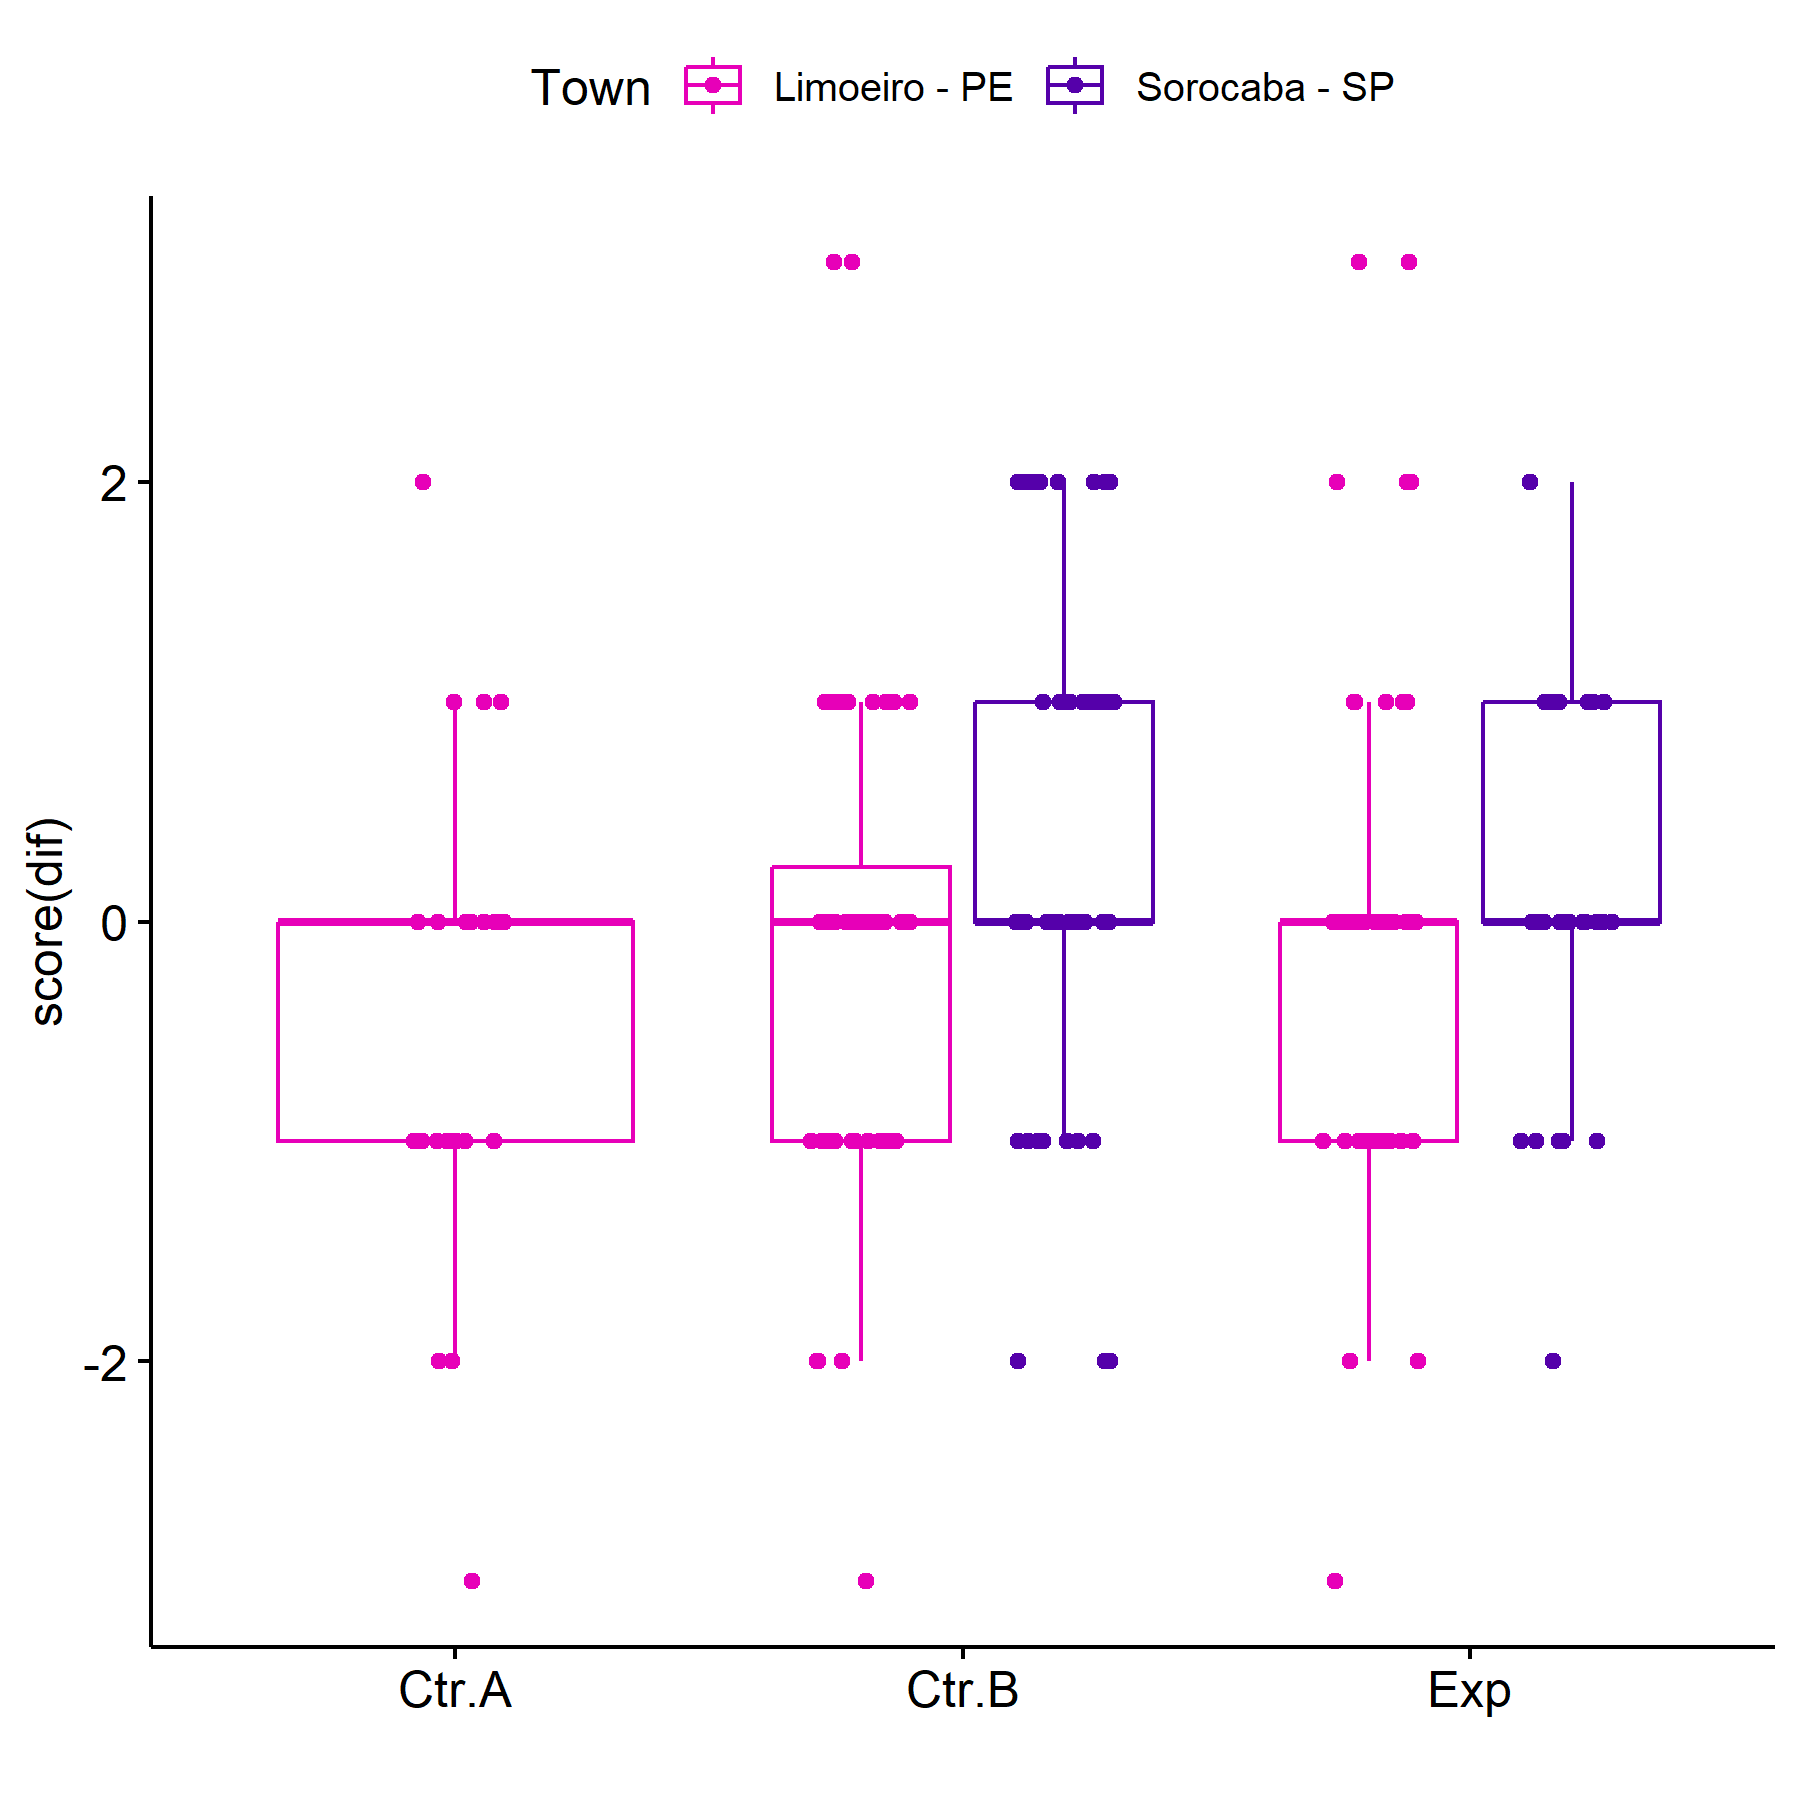 Town Limoeiro - PE Sorocaba - SP
2
0
-2
score(dif)
Ctr.A Ctr.B Exp